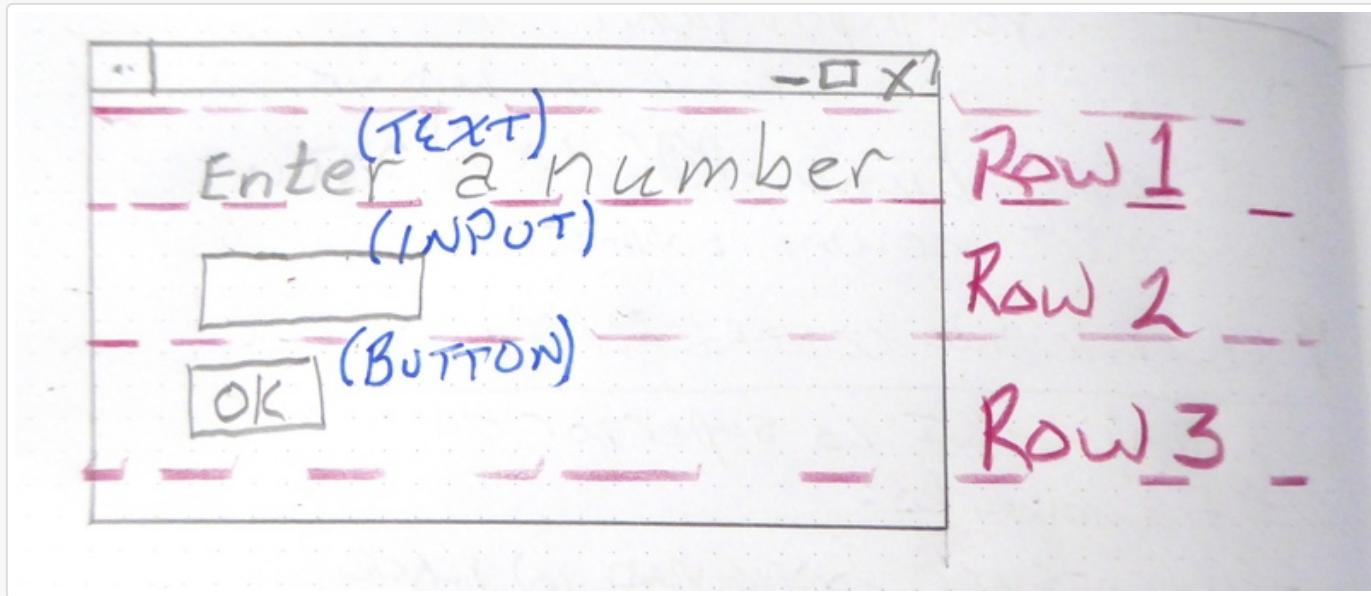 - □ X
(TEXT)
Enter a number Row 1
(INPUT)
Row 2
(BUTTON)
OK
Row 3